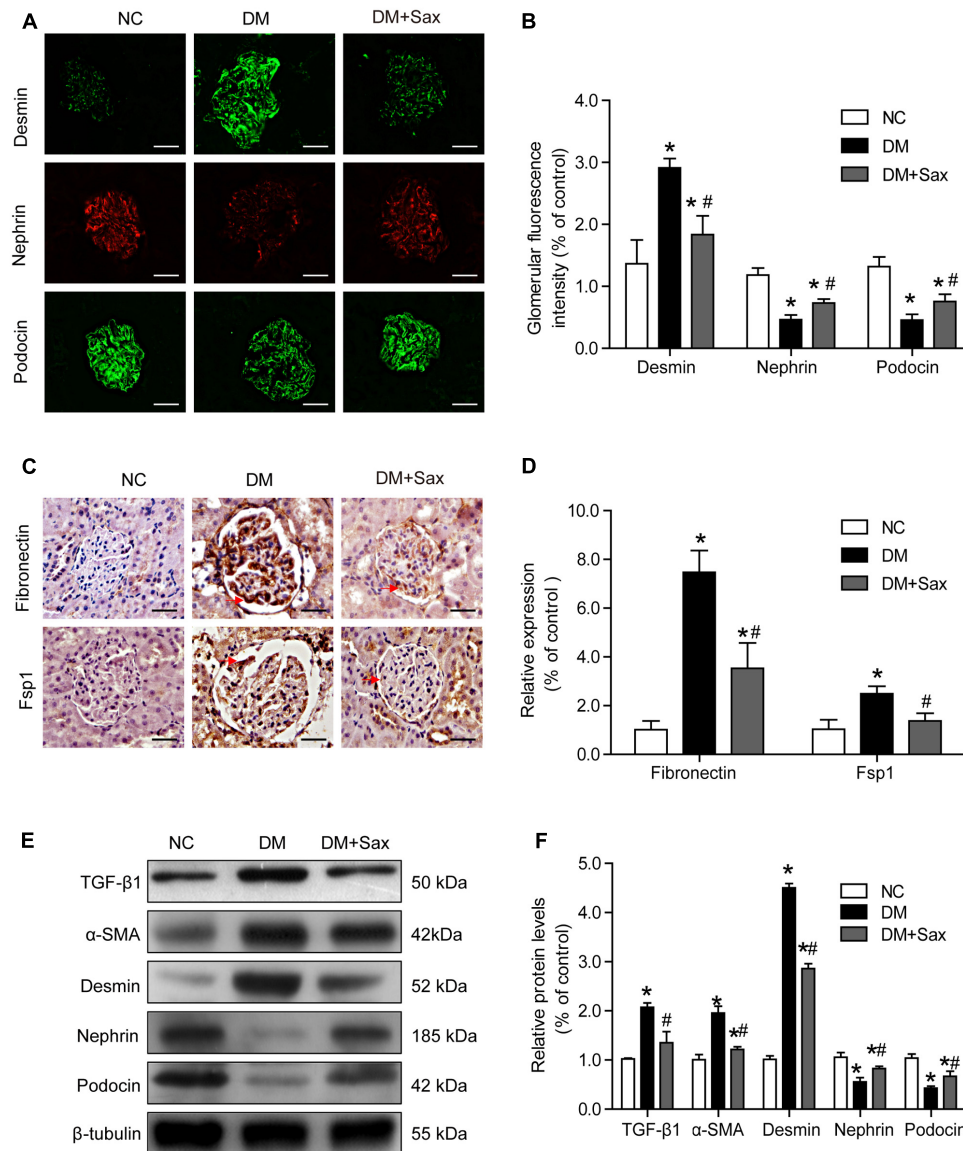 A
NC DM DM+Sax
Desmin
Nephrin
Podocin
B
Glomerular fluorescence
intensity (% of control)
4.0
3.0
2.0
1.0
0.0
NC
DM
DM+Sax
*
* #
*
* #
*
* #
Desmin Nephrin Podocin
C
NC DM DM+Sax
Fibronectin
Fsp1
D
Relative expression
(% of control )
10.0
8.0
6.0
4.0
2.0
0.0
NC
DM
DM+Sax
*
*#
*
#
Fibronectin Fsp1
E
NC DM DM+Sax
TGF-β1 50 kDa
α-SMA 42kDa
Desmin 52 kDa
Nephrin 185 kDa
Podocin 42 kDa
β-tubulin 55 kDa
F
Relative protein levels
(% of control)
5.0
4.0
3.0
2.0
1.0
0.0
NC
DM
DM+Sax
*
#
*
*#
*
*#
*
*#
*
*#
TGF-β1 α-SMA Desmin Nephrin Podocin